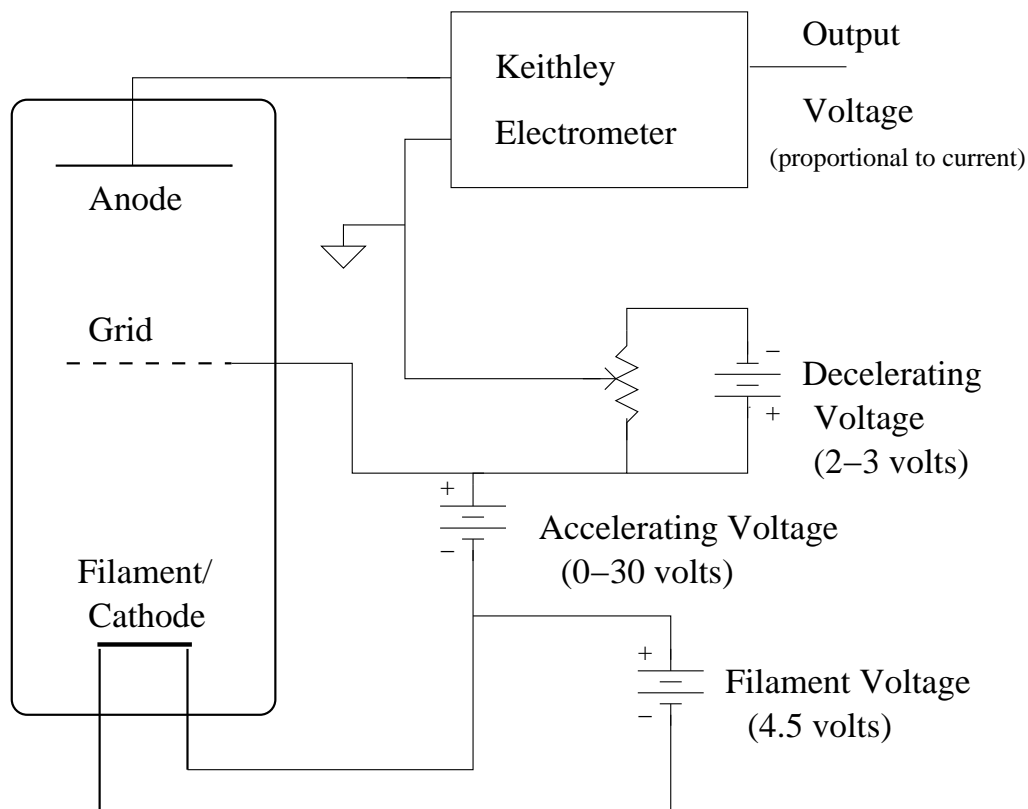 Keithley
Electrometer
Output
Voltage
(proportional to current)
Anode
Grid
−
Decelerating
+
Voltage
(2–3 volts)
+
Accelerating Voltage
−
(0–30 volts)
Filament/
Cathode
+
Filament Voltage
−
(4.5 volts)